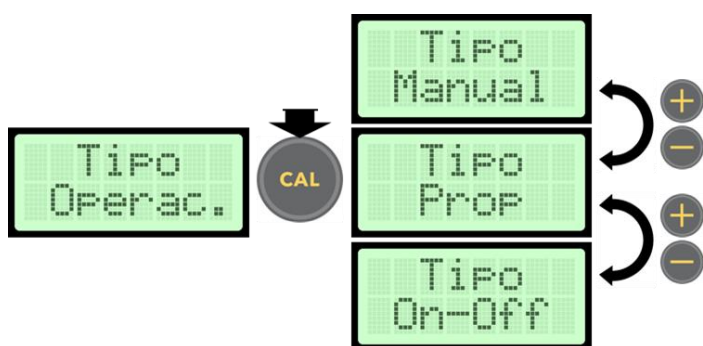 Tipo
Operac.
CAL
Tipo
Manual
+
-
Tipo
Prop
+
-
Tipo
On-Off